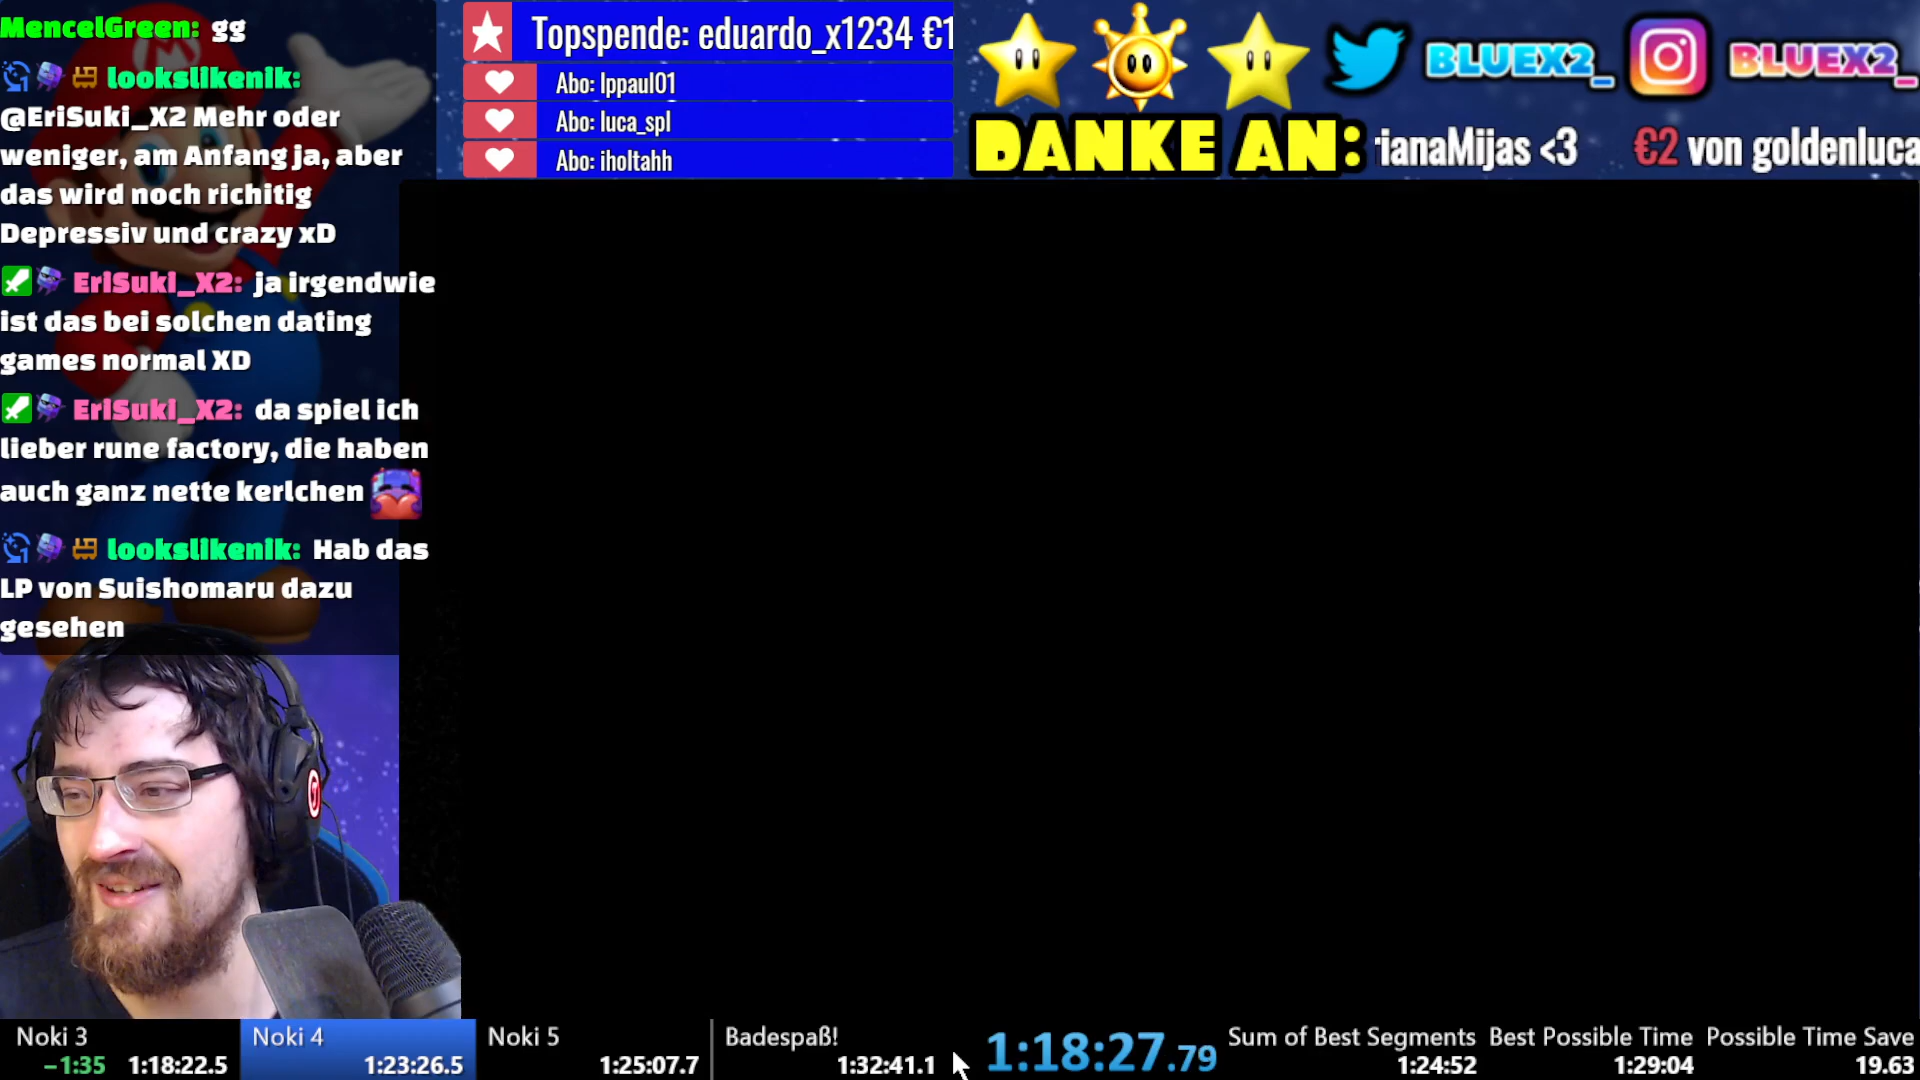 MencelGreen: gg
lookslikenik:
@EriSuki_X2 Mehr oder
weniger, am Anfang ja, aber
das wird noch richitig
Depressiv und crazy xD
EriSuki_X2: ja irgendwie
ist das bei solchen dating
games normal XD
EriSuki_X2: da spiel ich
lieber rune factory, die haben
auch ganz nette kerlchen
lookslikenik: Hab das
LP von Suishomaru dazu
gesehen
Topspende: eduardo_x1234 €1
Abo: lppaul01
Abo: luca_spl
Abo: iholtahh
BLUEX2_
BLUEX2_
DANKE AN: rianaMijas <3 €2 von goldenluca
Noki 3
-1:35 1:18:22.5
Noki 4
1:23:26.5
Noki 5
1:25:07.7
Badespaß!
1:32:41.1
1:18:27.79
Sum of Best Segments
1:24:52
Best Possible Time
1:29:04
Possible Time Save
19.63